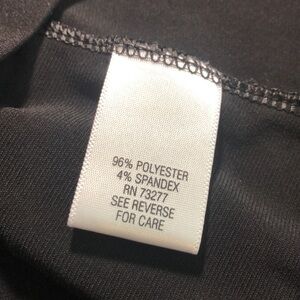 96% POLYESTER
4% SPANDEX
RN 73277
SEE REVERSE
FOR CARE